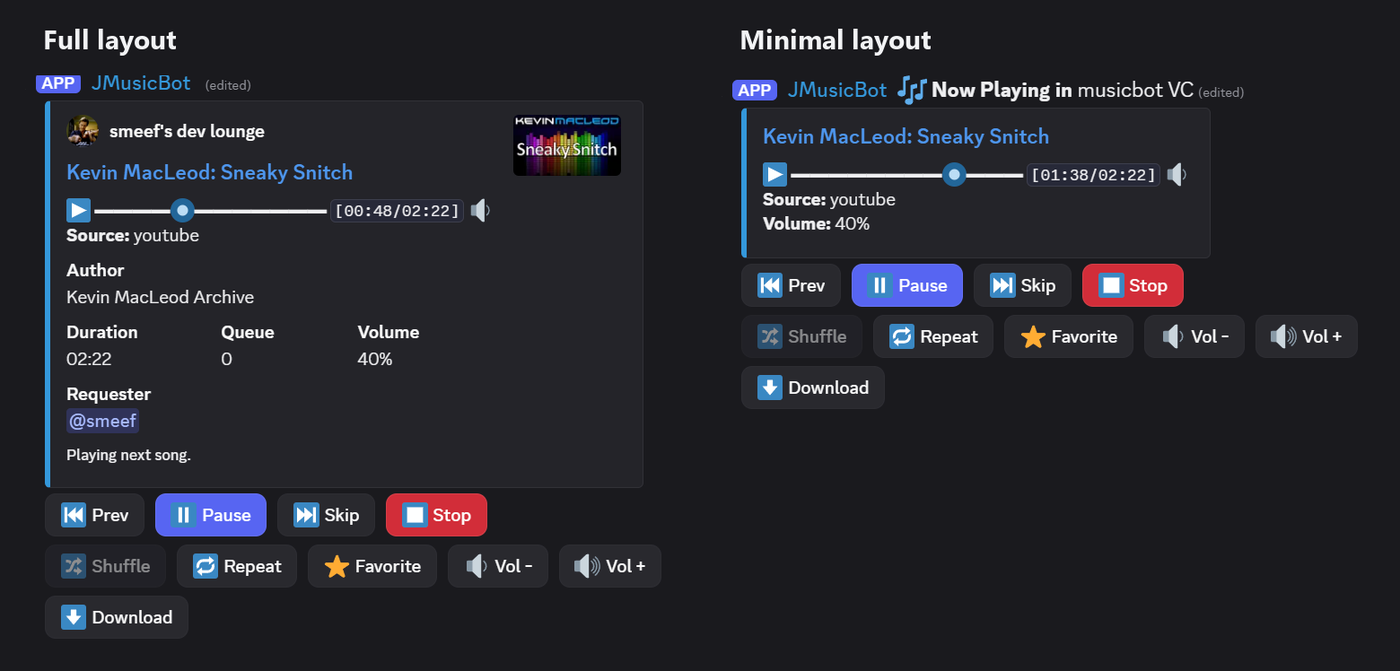 Full layout
APP JMusicBot (edited)
smeef's dev lounge
KEVIN MACLEOD
Sneaky Snitch
Kevin MacLeod: Sneaky Snitch
[00:48/02:22]
Source: youtube
Author
Kevin MacLeod Archive
Duration Queue Volume
02:22 0 40%
Requester
@smeef
Playing next song.
Prev Pause Skip Stop
Shuffle Repeat Favorite Vol - Vol +
Download
Minimal layout
APP JMusicBot Now Playing in musicbot VC (edited)
Kevin MacLeod: Sneaky Snitch
[01:38/02:22]
Source: youtube
Volume: 40%
Prev Pause Skip Stop
Shuffle Repeat Favorite Vol - Vol +
Download